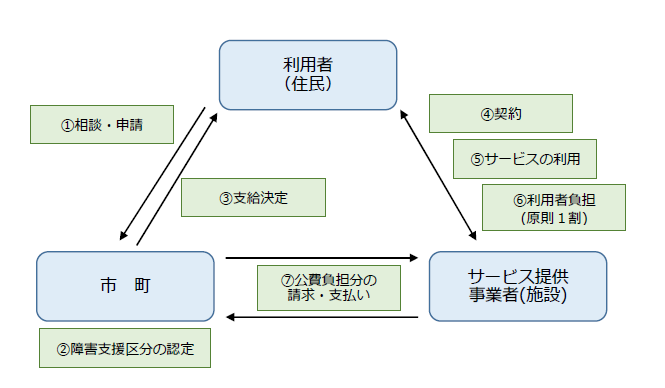 利用者
（住民）
①相談・申請
④契約
⑤サービスの利用
③支給決定
⑥利用者負担
(原則１割)
市　町
⑦公費負担分の
請求・支払い
サービス提供
事業者(施設)
②障害支援区分の認定